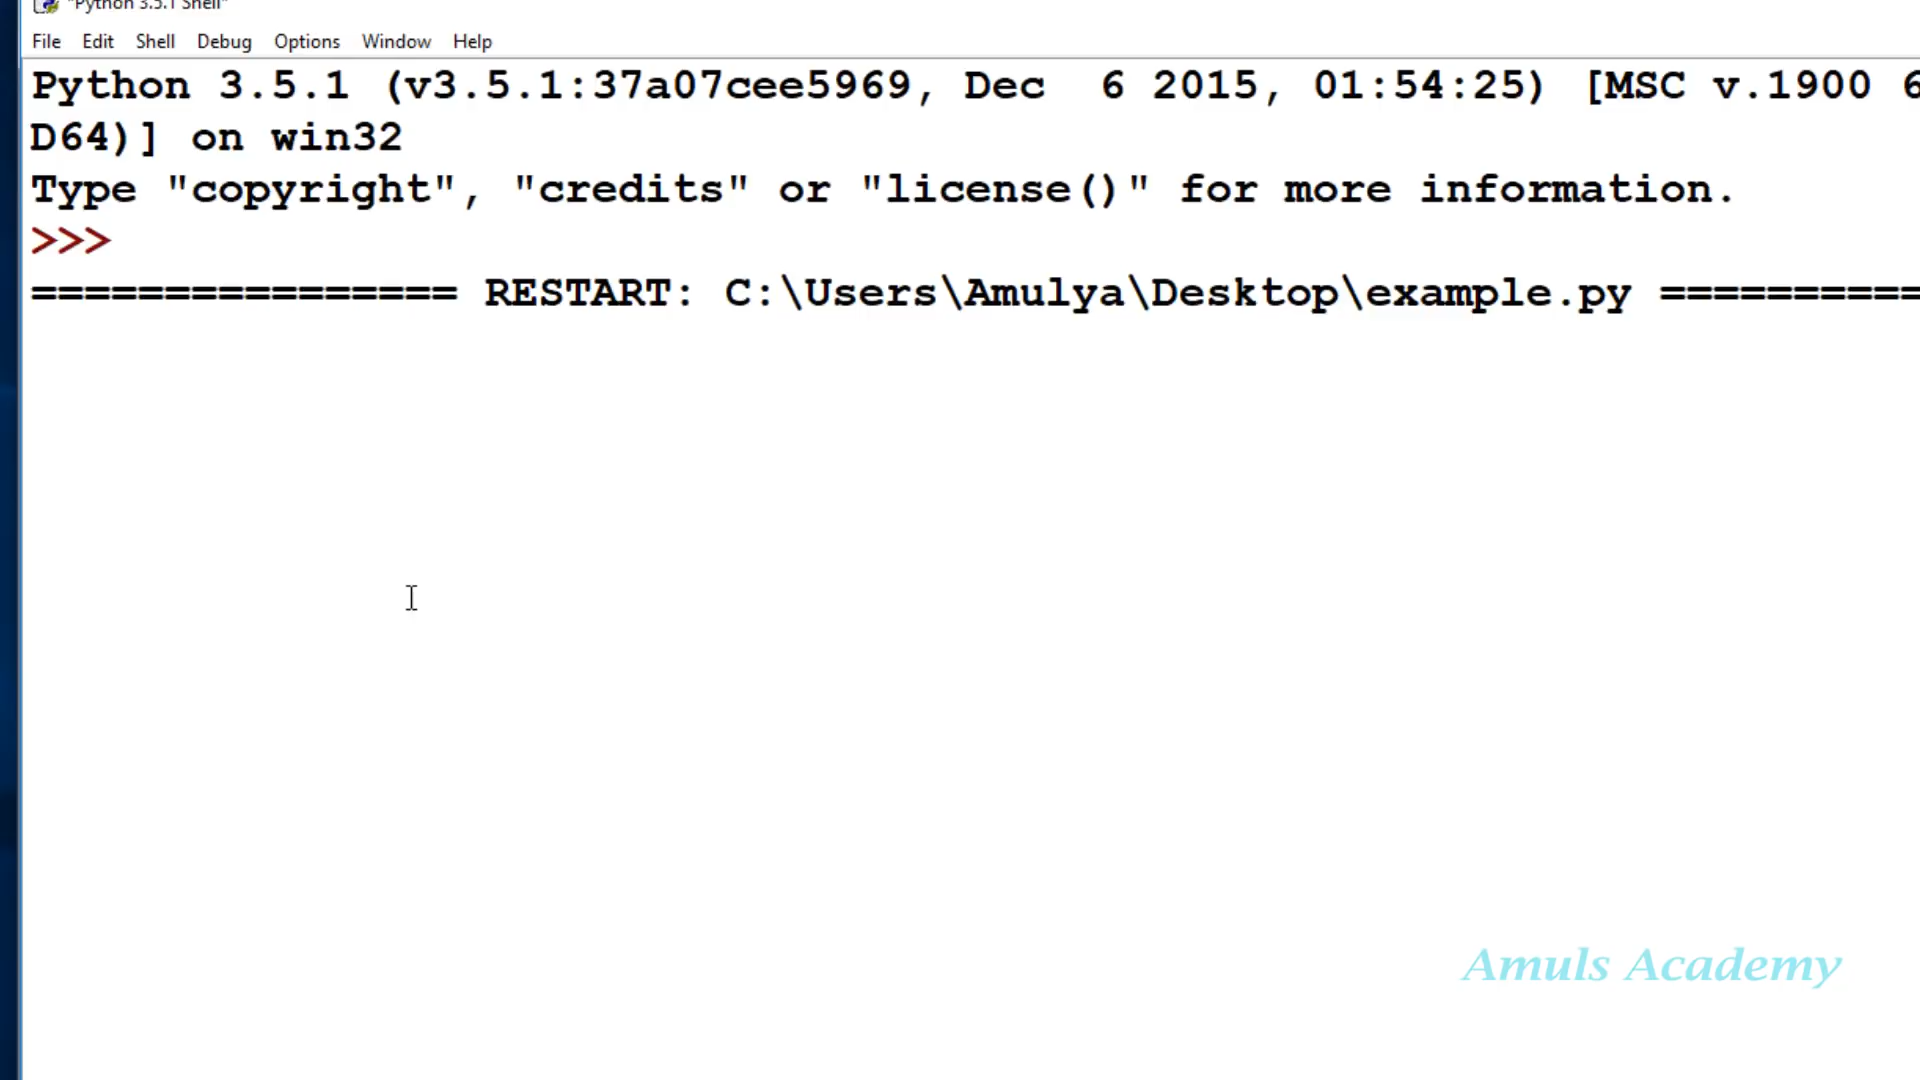 "Python 3.5.1 Shell"
File Edit Shell Debug Options Window Help
Python 3.5.1 (v3.5.1:37a07cee5969, Dec  6 2015, 01:54:25) [MSC v.1900 6
D64)] on win32
Type "copyright", "credits" or "license()" for more information.
>>>
================ RESTART: C:\Users\Amulya\Desktop\example.py ==========
Amuls Academy